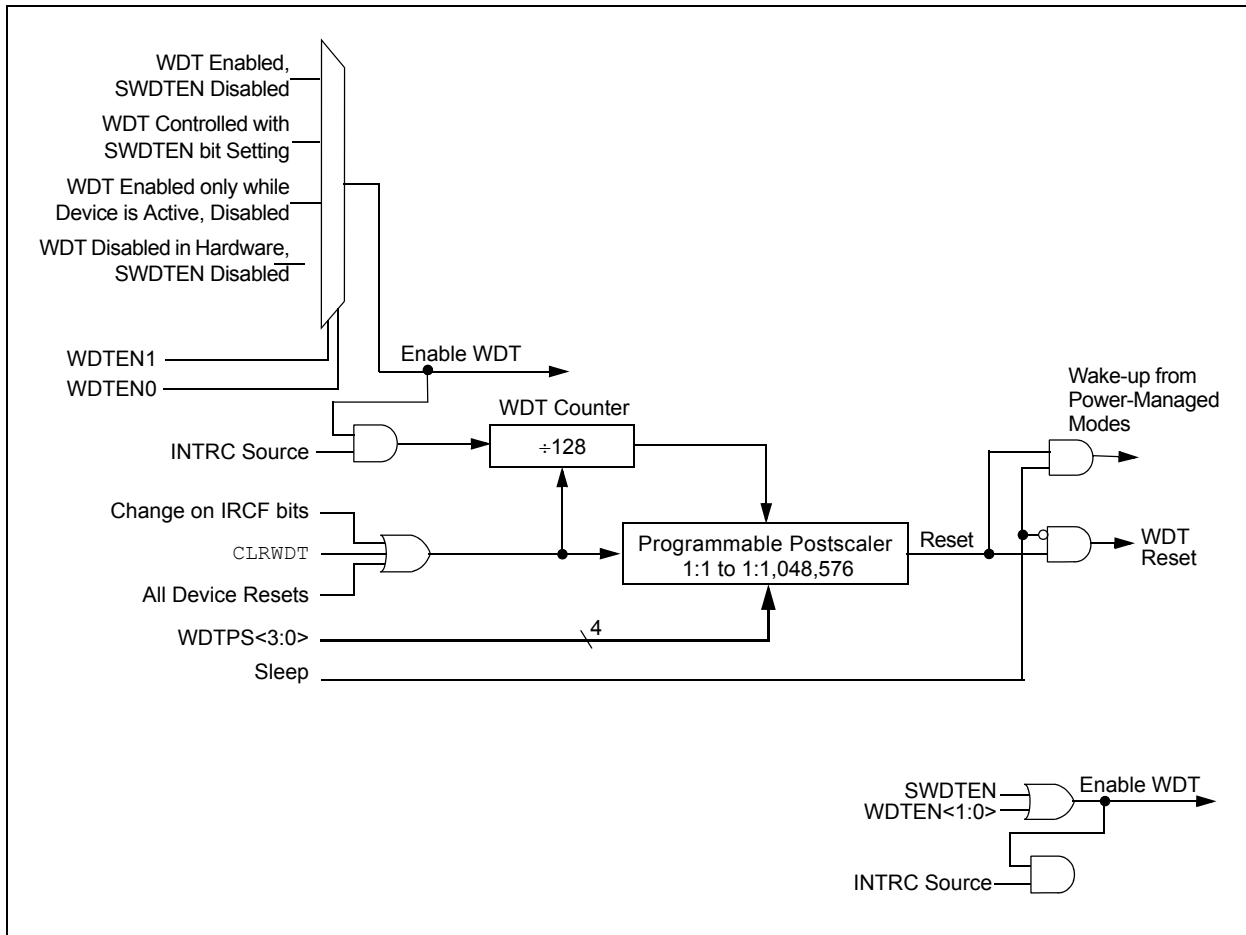 WDT Enabled,
SWDTEN Disabled
WDT Controlled with
SWDTEN bit Setting
WDT Enabled only while
Device is Active, Disabled
WDT Disabled in Hardware,
SWDTEN Disabled
WDTEN1
WDTEN0
Enable WDT
WDT Counter
÷128
INTRC Source
Wake-up from
Power-Managed
Modes
Change on IRCF bits
CLRWDT
All Device Resets
Programmable Postscaler
1:1 to 1:1,048,576
Reset
WDT
Reset
WDTPS<3:0>
4
Sleep
SWDTEN
WDTEN<1:0>
Enable WDT
INTRC Source